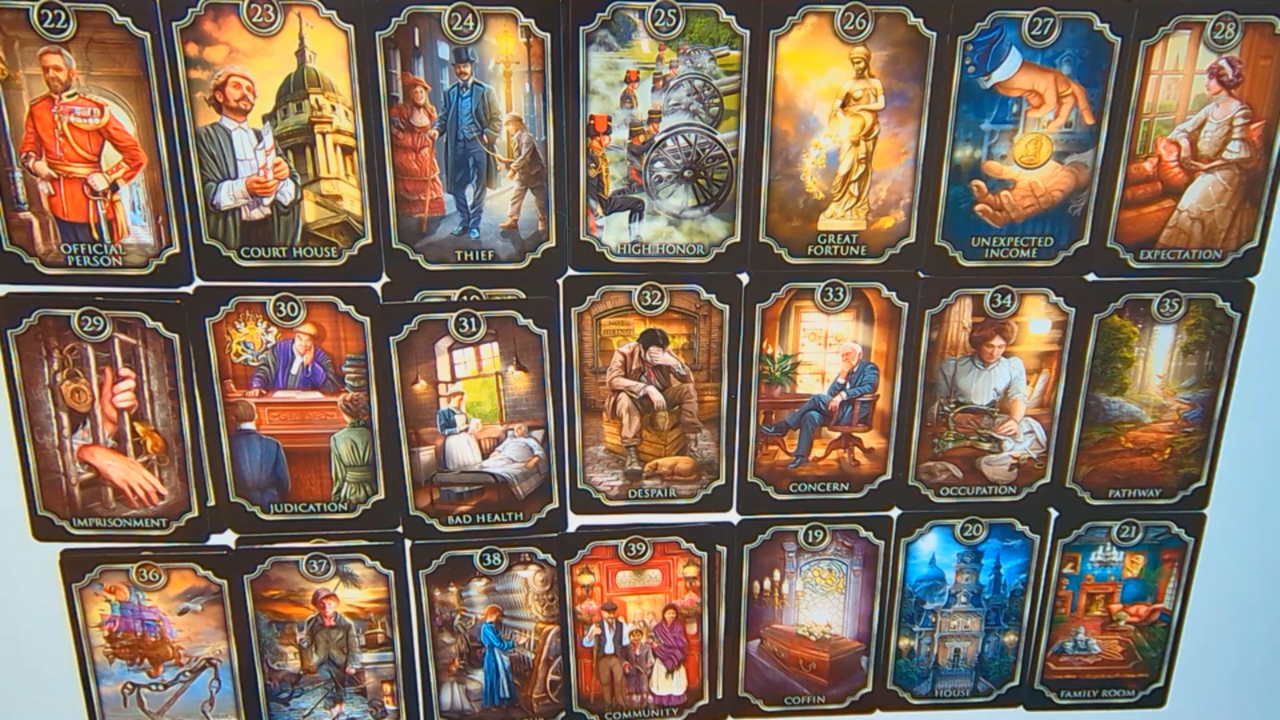 22
OFFICIAL
PERSON
23
COURT HOUSE
24
THIEF
25
HIGH HONOR
26
GREAT
FORTUNE
27
UNEXPECTED
INCOME
28
EXPECTATION
29
IMPRISONMENT
30
JUDICATION
31
BAD HEALTH
32
DESPAIR
33
CONCERN
34
OCCUPATION
35
PATHWAY
36
37
38
39
COMMUNITY
19
COFFIN
20
HOUSE
21
FAMILY ROOM